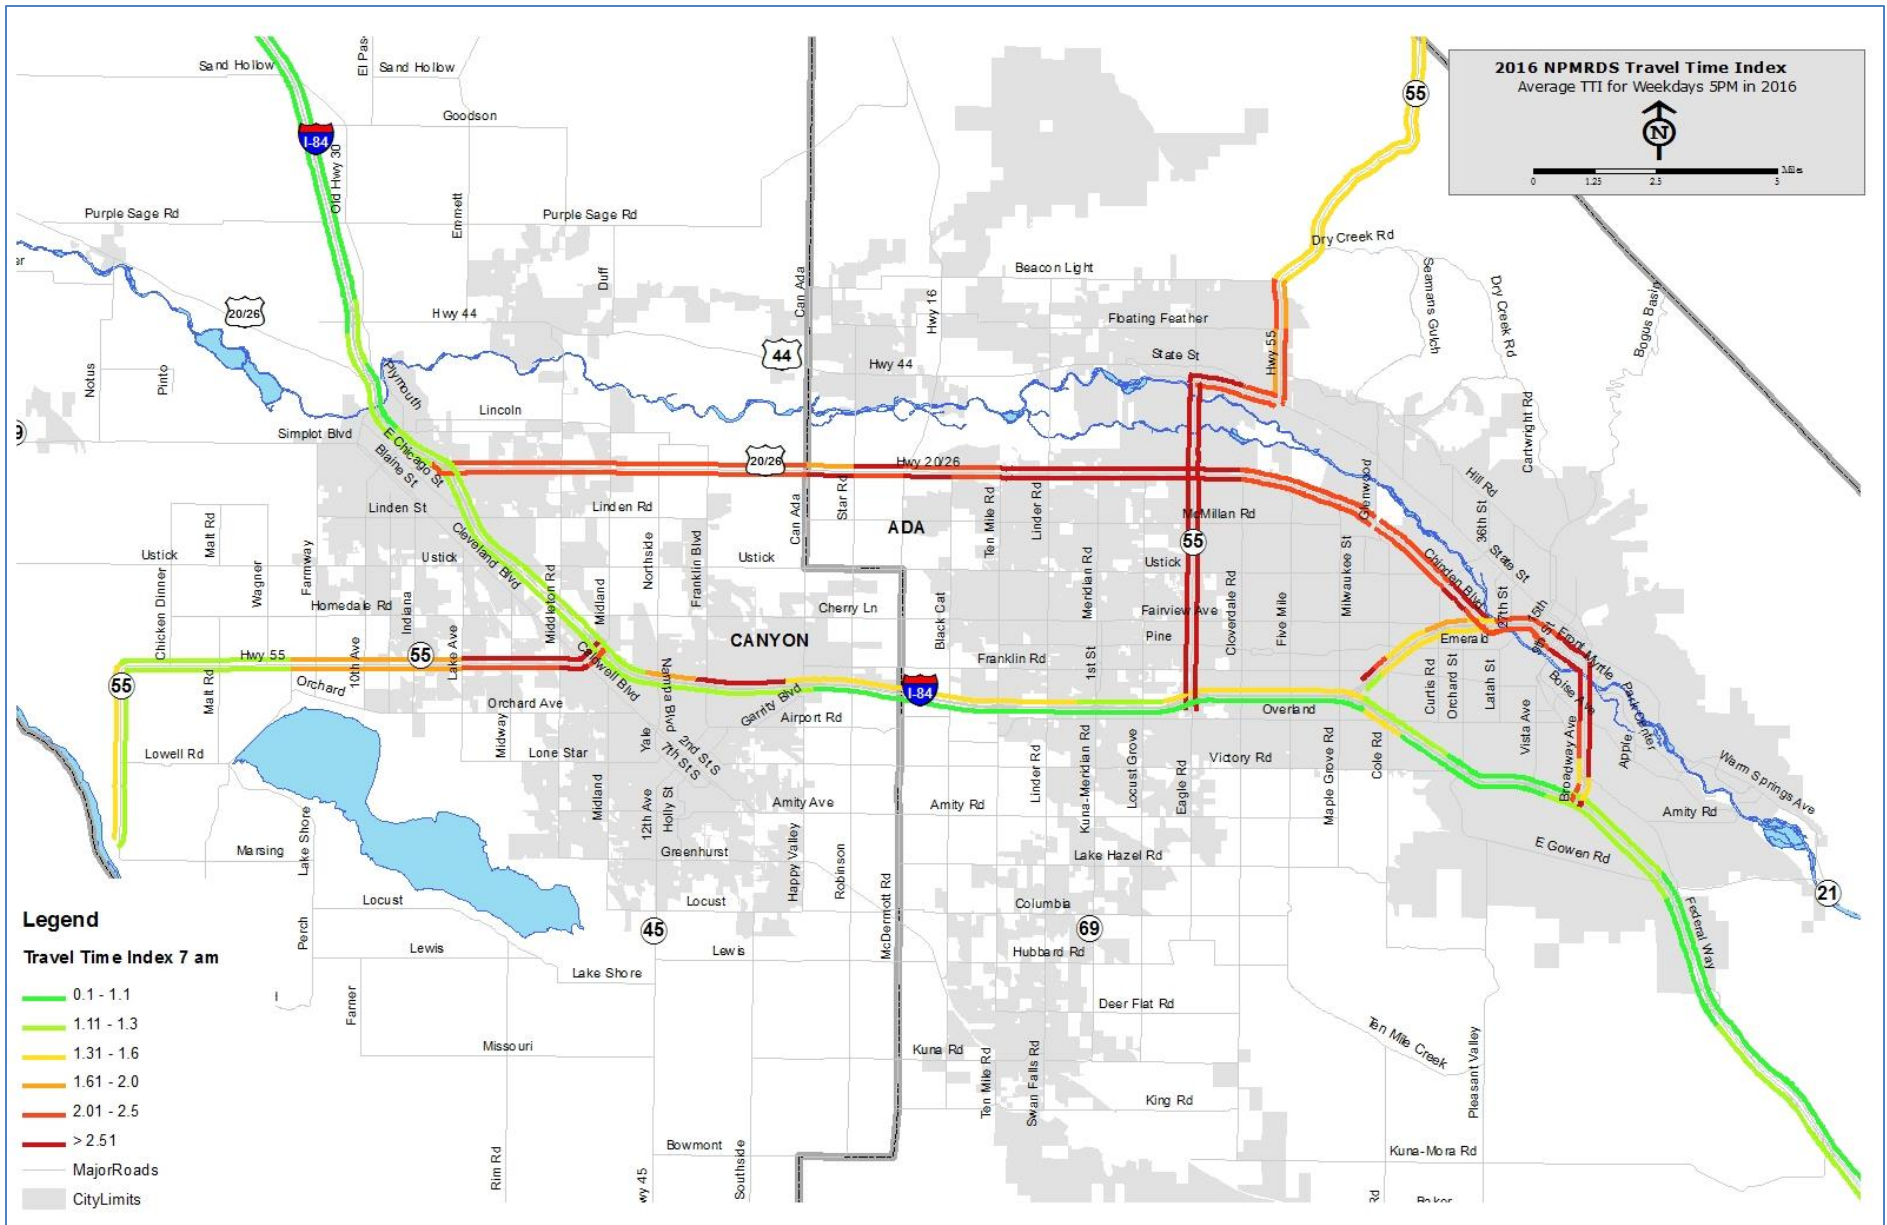 2016 NPMRDS Travel Time Index
Average TTI for Weekdays 5PM in 2016
N
0 1.25 2.5 5 Miles
Sand Hollow
El Pas
Sand Hollow
55
Goodson
I-84
Old Hwy 30
Purple Sage Rd
Emmett
Purple Sage Rd
Dry Creek Rd
er
Duff
Can Ada
Beacon Light
Seamans Gulch
Dry Creek Rd
Bogus Basin
20/26
Hwy 44
Hwy 16
Floating Feather
Hwy 55
44
State St
Hwy 44
Notus
Pinto
Plymouth
Lincoln
Cartwright Rd
9
Simplot Blvd
E Chicago St
Blaine St
20/26
Hwy 20/26
Hill Rd
Linden St
Linden Rd
Can Ada
Star Rd
ADA
Ten Mile Rd
Linder Rd
McMillan Rd
Glenwood
36th St
Malt Rd
Ustick
Wagner
Farmway
Ustick
Cleveland Blvd
Northside
Franklin Blvd
Ustick
55
Ustick
State St
Chinden Blvd
Chicken Dinner
Homedale Rd
Indiana
Middleton Rd
Midland
Cherry Ln
Black Cat
Meridian Rd
Fairview Ave
Cloverdale Rd
Five Mile
Milwaukee St
27th St
15th
Emerald
Pine
CANYON
Hwy 55
10th Ave
55
Lake Ave
Caldwell Blvd
Franklin Rd
1st St
Front
Myrtle
55
Malt Rd
Orchard
Orchard Ave
Nampa Blvd
Garrity Blvd
I-84
Overland
Curtis Rd
Orchard St
Latah St
Vista Ave
Boise Ave
Park Center
Airport Rd
Lowell Rd
Midway
Lone Star
Yale
2nd St S
7th St S
Victory Rd
Linder Rd
Kuna-Meridian Rd
Locust Grove
Eagle Rd
Maple Grove Rd
Cole Rd
Broadway Ave
Apple
Warm Springs Ave
Midland
12th Ave
Holly St
Amity Ave
Amity Rd
Amity Rd
Marsing
Lake Shore
Greenhurst
Happy Valley
Robinson
Lake Hazel Rd
E Gowen Rd
McDermott Rd
21
Locust
Locust
Columbia
Federal Way
Perch
45
69
Lewis
Lewis
Hubbard Rd
Lake Shore
Farner
Deer Flat Rd
Missouri
Kuna Rd
Ten Mile Rd
Swan Falls Rd
Ten Mile Creek
Pleasant Valley
King Rd
Rim Rd
Bowmont
Southside
wy 45
Kuna-Mora Rd
Rd
Legend
Travel Time Index 7 am
0.1 - 1.1
1.11 - 1.3
1.31 - 1.6
1.61 - 2.0
2.01 - 2.5
> 2.51
MajorRoads
CityLimits